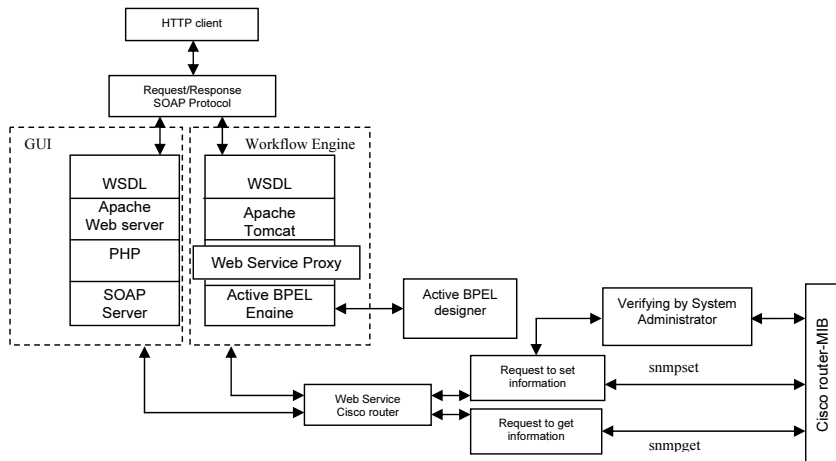 HTTP client
Request/Response
SOAP Protocol
GUI
Workflow Engine
WSDL
Apache
Web server
PHP
SOAP
Server
WSDL
Apache
Tomcat
Web Service Proxy
Active BPEL
Engine
Active BPEL
designer
Verifying by System
Administrator
Cisco router-MIB
Web Service
Cisco router
Request to set
information
snmpset
Request to get
information
snmpget